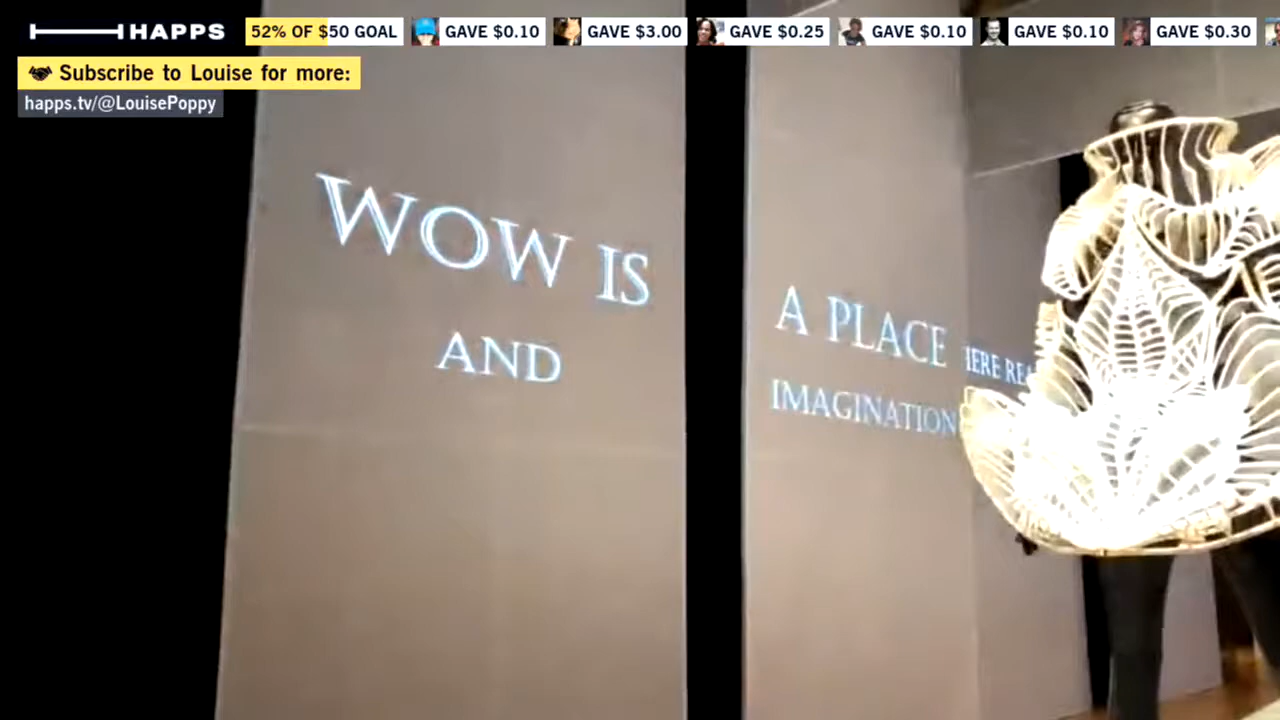 HAPPS
52% OF $50 GOAL
GAVE $0.10
GAVE $3.00
GAVE $0.25
GAVE $0.10
GAVE $0.10
GAVE $0.30
Subscribe to Louise for more:
happs.tv/@LouisePoppy
WOW IS A PLACE
AND IMAGINATION